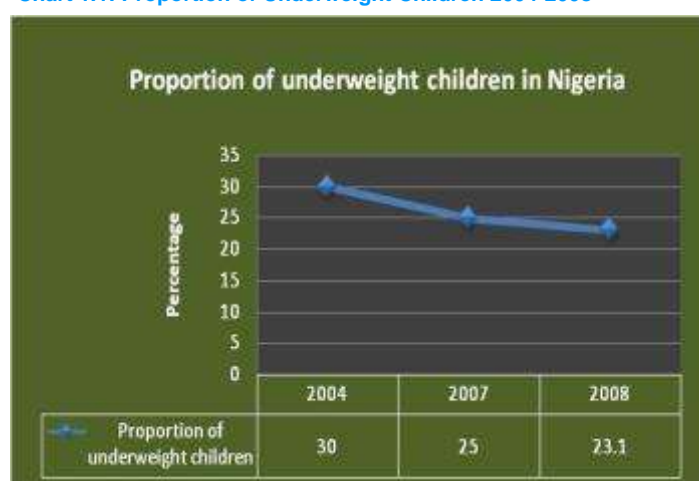 Proportion of underweight children in Nigeria
Percentage
35
30
25
20
15
10
5
0
2004 2007 2008
Proportion of underweight children 30 25 23.1